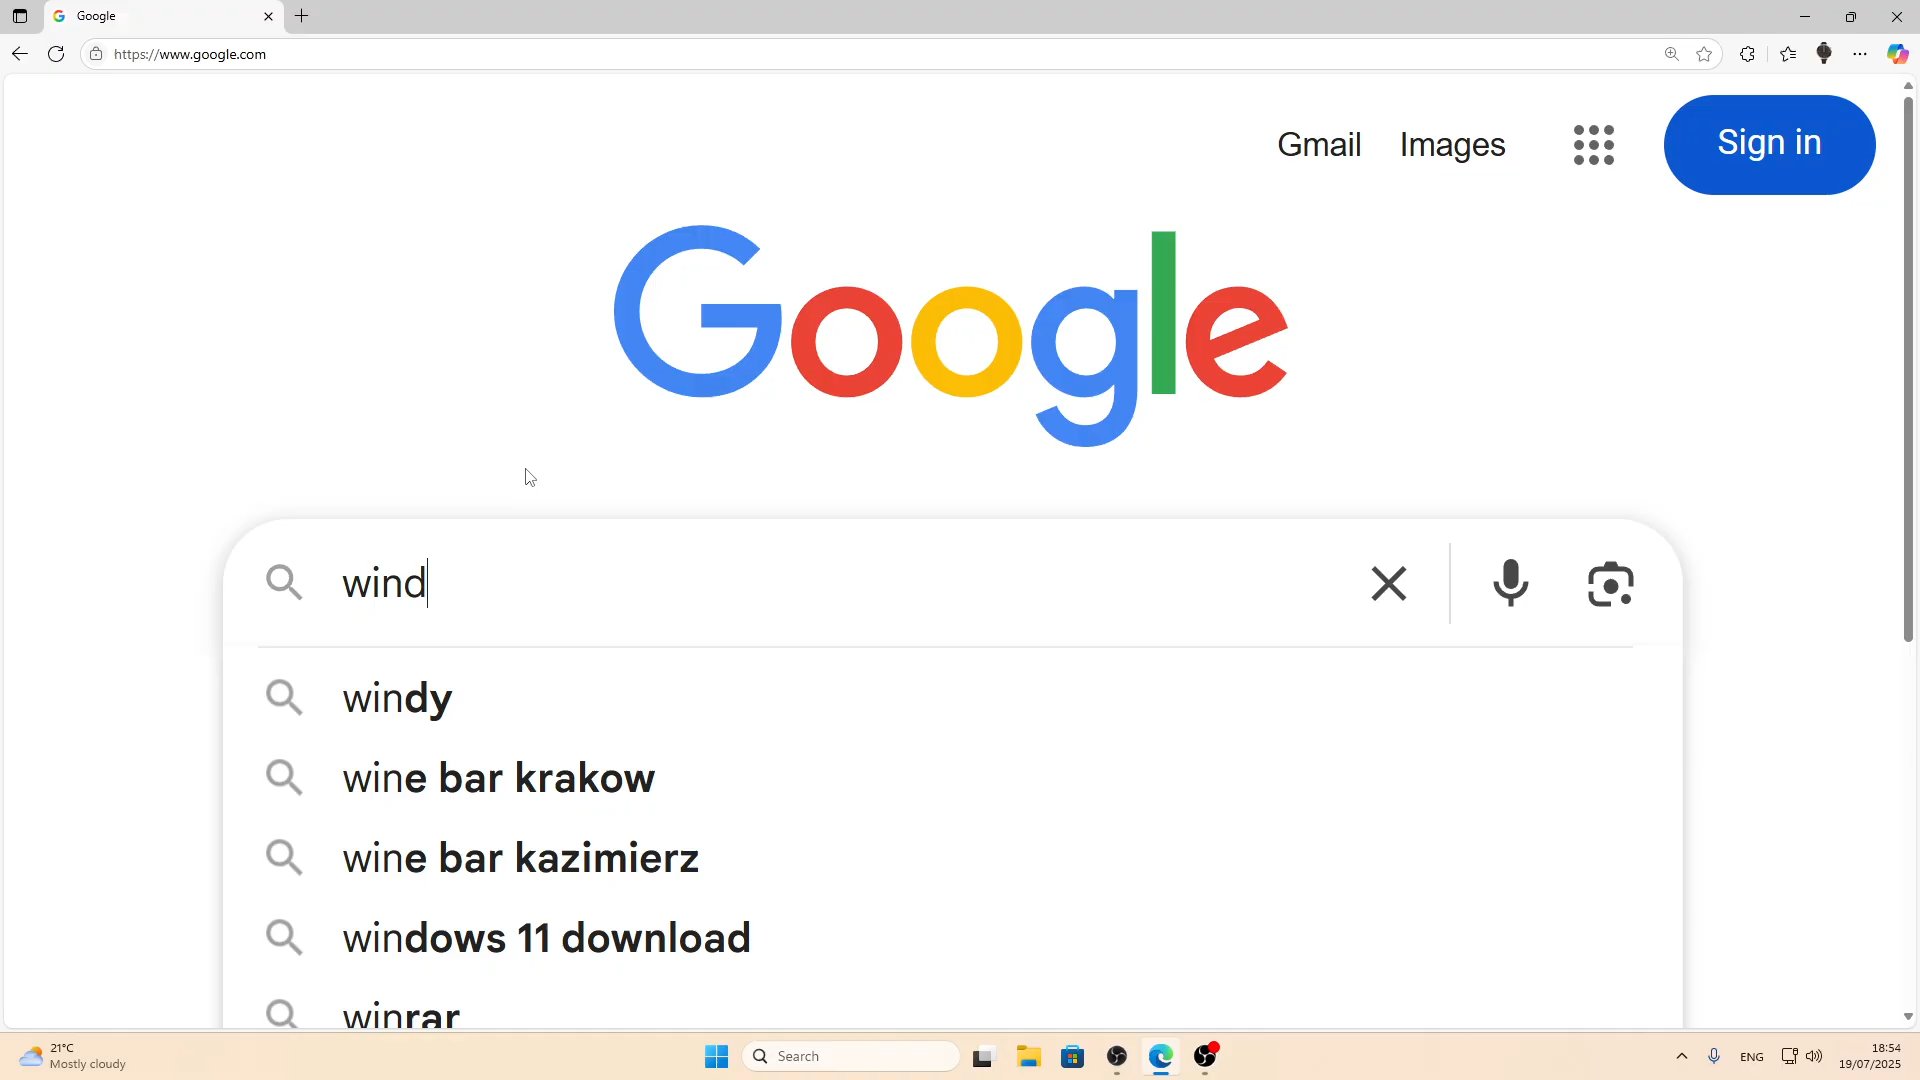 Google
https://www.google.com
Gmail Images Sign in
Google
wind
windy
wine bar krakow
wine bar kazimierz
windows 11 download
winrar
21°C
Mostly cloudy
Search
ENG
18:54
19/07/2025